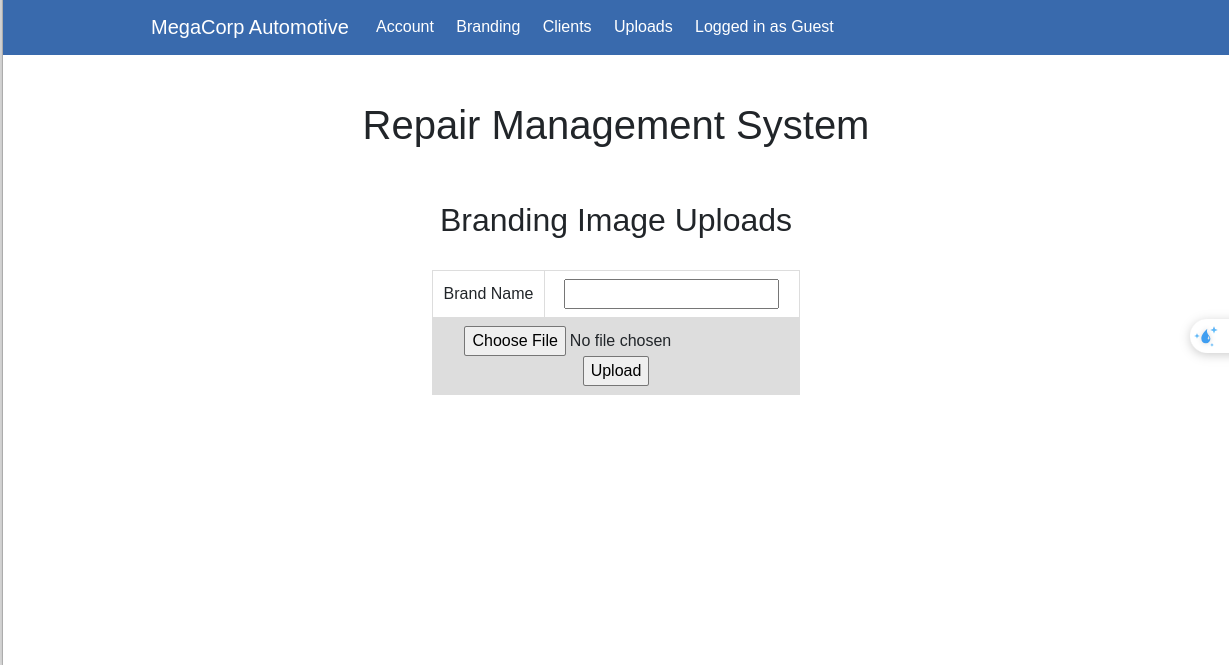 MegaCorp Automotive Account Branding Clients Uploads Logged in as Guest
Repair Management System
Branding Image Uploads
Brand Name
Choose File No file chosen
Upload